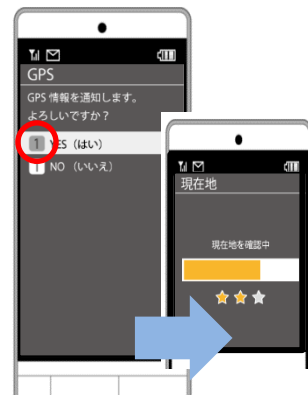 GPS
GPS 情報を通知します。
よろしいですか？
1 YES（はい）
1 NO（いいえ）
現在地
現在地を確認中